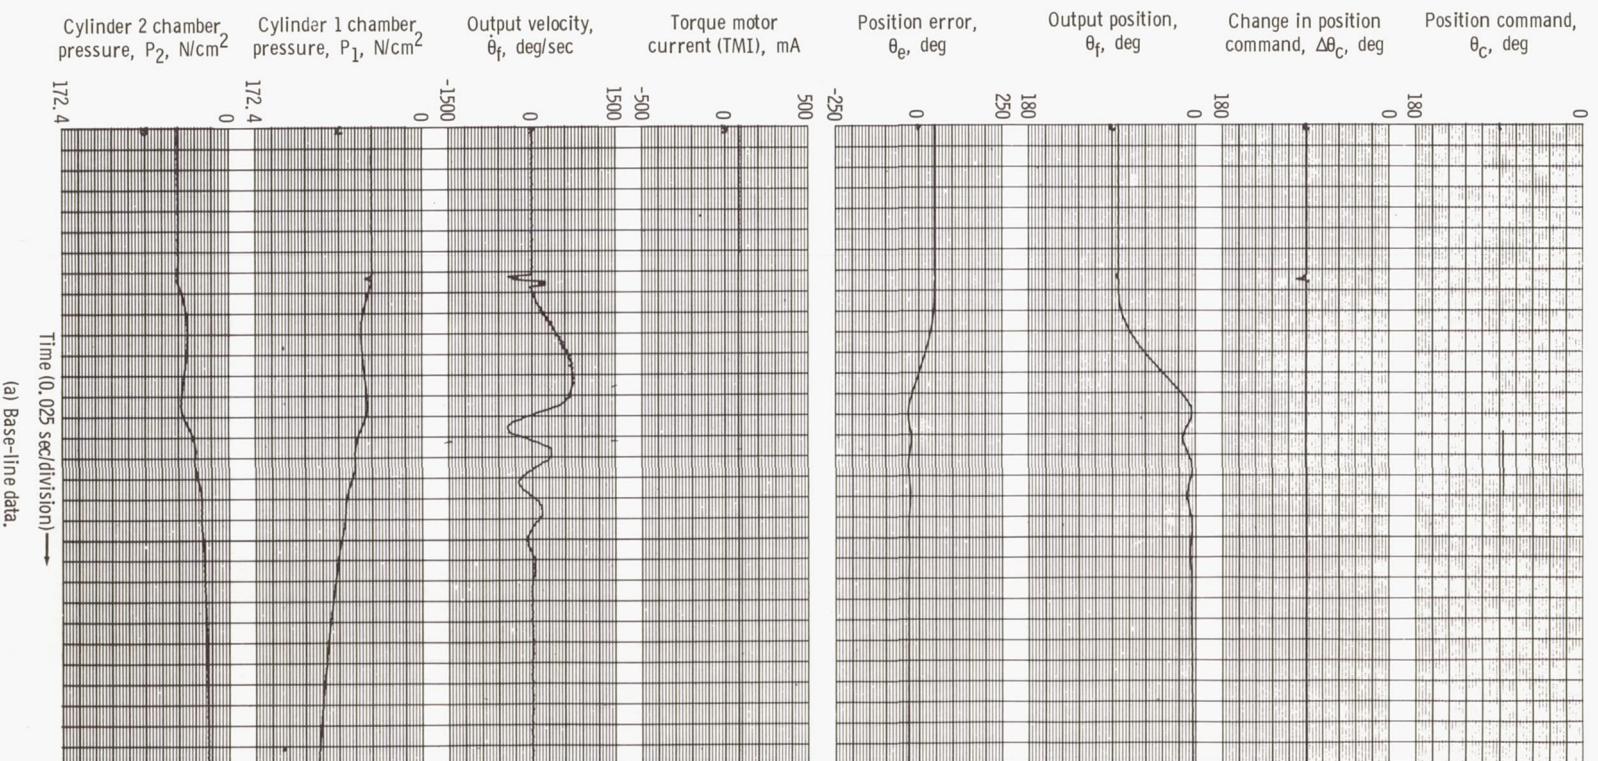 Cylinder 2 chamber,
pressure, P2, N/cm2
Cylinder 1 chamber,
pressure, P1, N/cm2
Output velocity,
θ̇f, deg/sec
Torque motor
current (TMI), mA
Position error,
θe, deg
Output position,
θf, deg
Change in position
command, Δθc, deg
Position command,
θc, deg
172.4 0
172.4 0
-1500 0 1500
-500 0 500
-250 0 250
180 0
180 0
180 0
Time (0.025 sec/division)
(a) Base-line data.